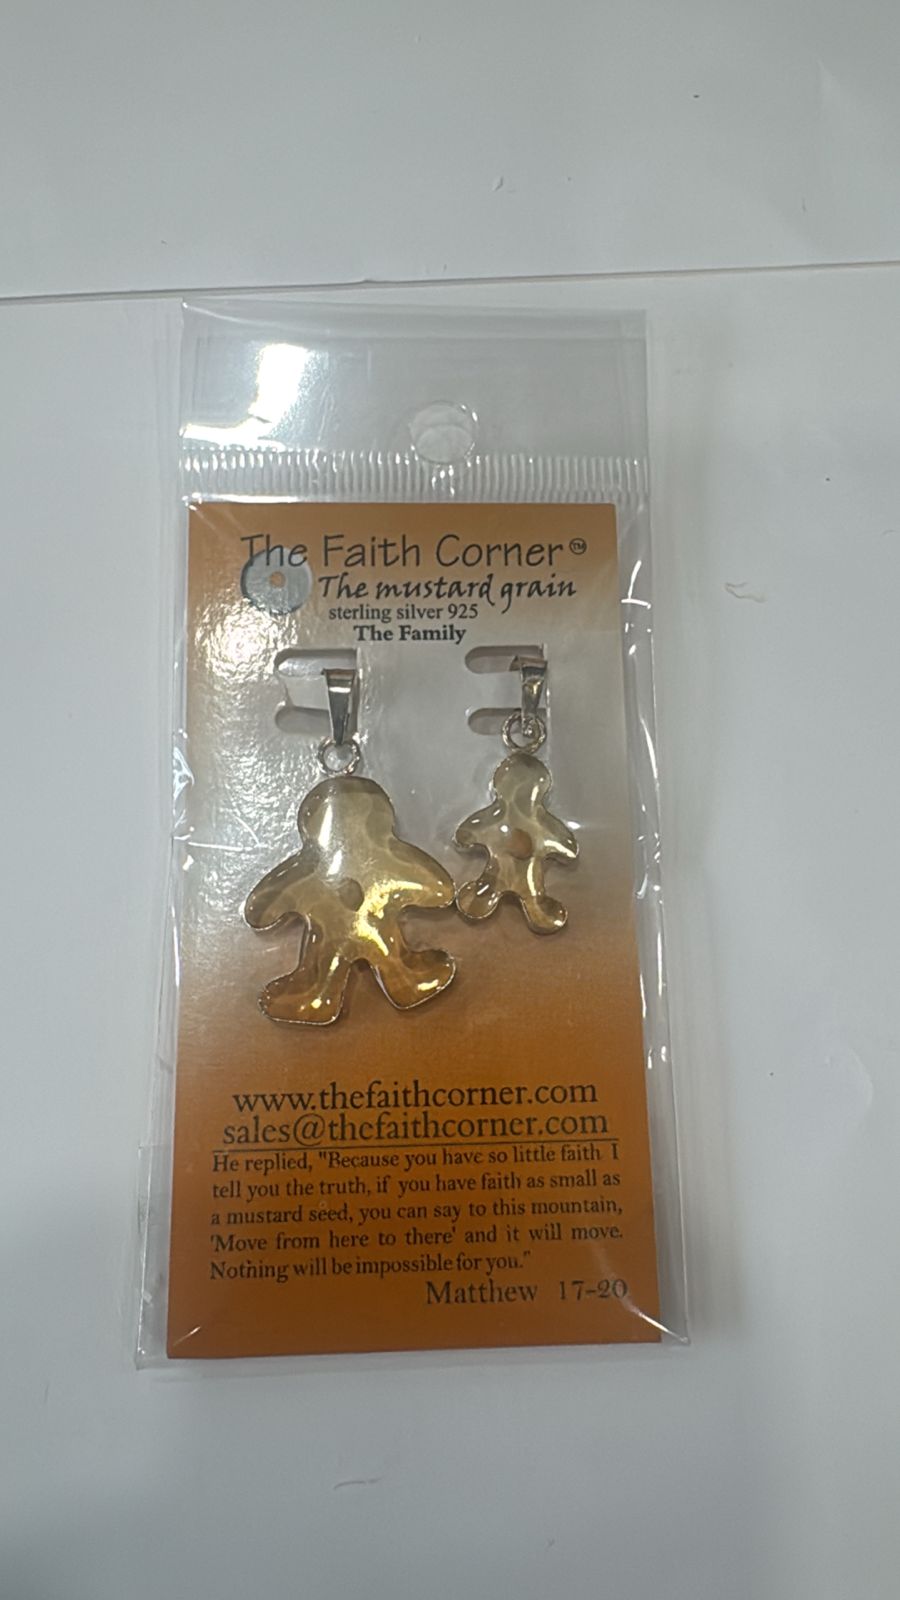 The Faith Corner™
The mustard grain
sterling silver 925
The Family
www.thefaithcorner.com
sales@thefaithcorner.com
He replied, "Because you have so little faith I
tell you the truth, if you have faith as small as
a mustard seed, you can say to this mountain,
'Move from here to there' and it will move.
Nothing will be impossible for you."
Matthew 17-20